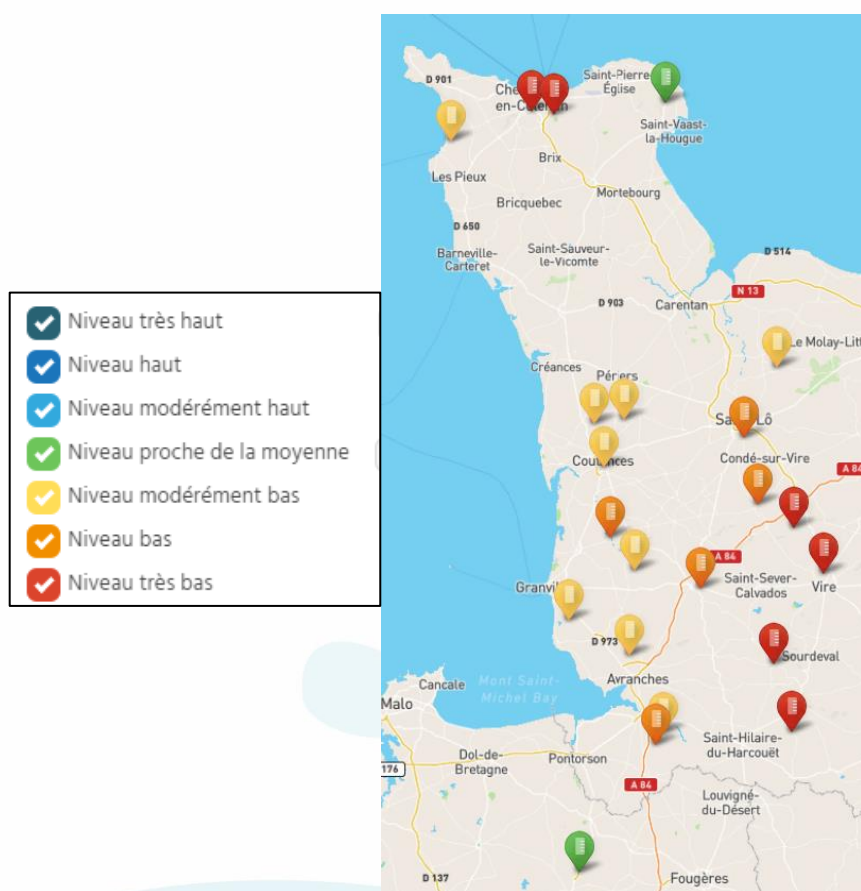 Niveau très haut
Niveau haut
Niveau modérément haut
Niveau proche de la moyenne
Niveau modérément bas
Niveau bas
Niveau très bas
D 901
Saint-Pierre-
Église
Saint-Vaast-
la-Hougue
Brix
Les Pieux
Mortebourg
Bricquebec
D 650
Barneville-
Carteret
Saint-Sauveur-
le-Vicomte
D 514
N 13
D 903
Carentan
Créances
Condé-sur-Vire
A 84
A 84
Saint-Sever-
Calvados
Vire
D 973
Sourdeval
Avranches
Cancale
Mont Saint-
Michel Bay
Malo
Saint-Hilaire-
du-Harcouët
Dol-de-
Bretagne
Pontorson
176
A 84
Louvigné-
du-Désert
D 137
Fougères